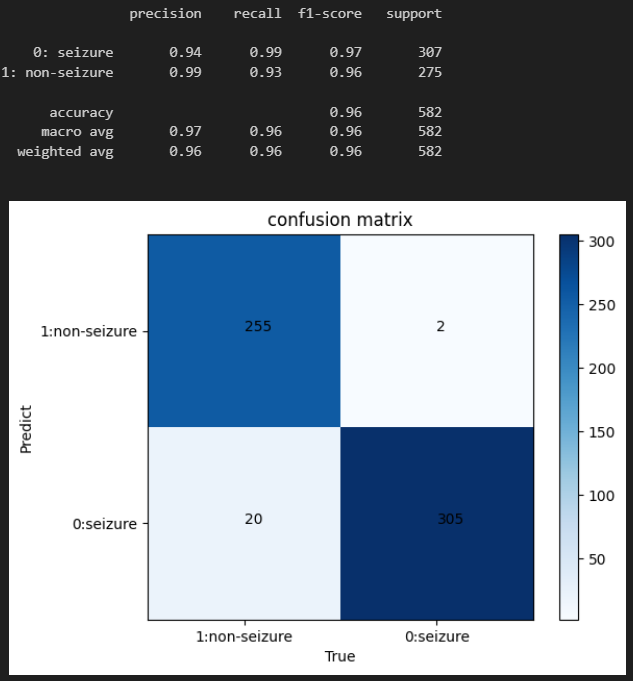 precision recall f1-score support
0: seizure 0.94 0.99 0.97 307
1: non-seizure 0.99 0.93 0.96 275
accuracy 0.96 582
macro avg 0.97 0.96 0.96 582
weighted avg 0.96 0.96 0.96 582
confusion matrix
300
250
200
150
100
50
1:non-seizure 255 2
Predict
0:seizure 20 305
1:non-seizure 0:seizure
True